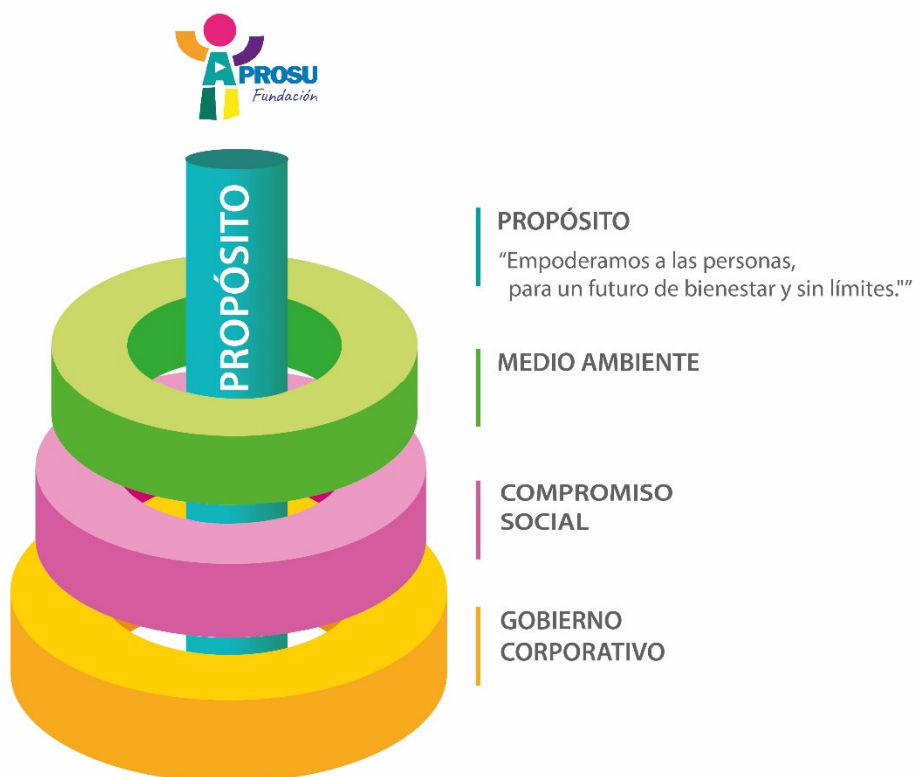 APROSU
Fundación
PROPÓSITO
PROPÓSITO
“Empoderamos a las personas,
para un futuro de bienestar y sin límites."”
MEDIO AMBIENTE
COMPROMISO
SOCIAL
GOBIERNO
CORPORATIVO